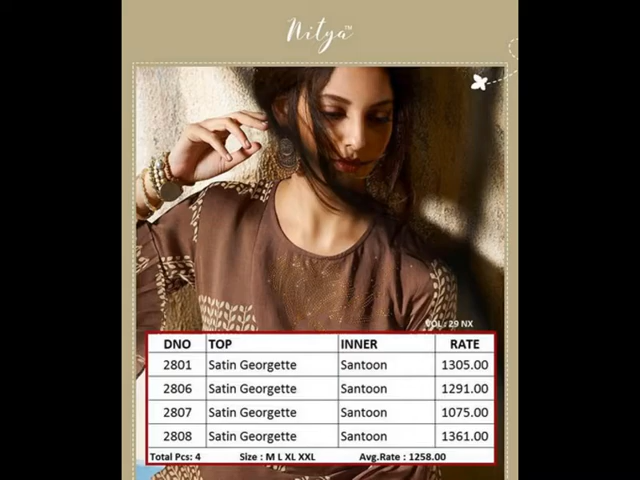 Nitya™
VOL : 29 NX
DNO TOP INNER RATE
2801 Satin Georgette Santoon 1305.00
2806 Satin Georgette Santoon 1291.00
2807 Satin Georgette Santoon 1075.00
2808 Satin Georgette Santoon 1361.00
Total Pcs: 4 Size : M L XL XXL Avg.Rate : 1258.00